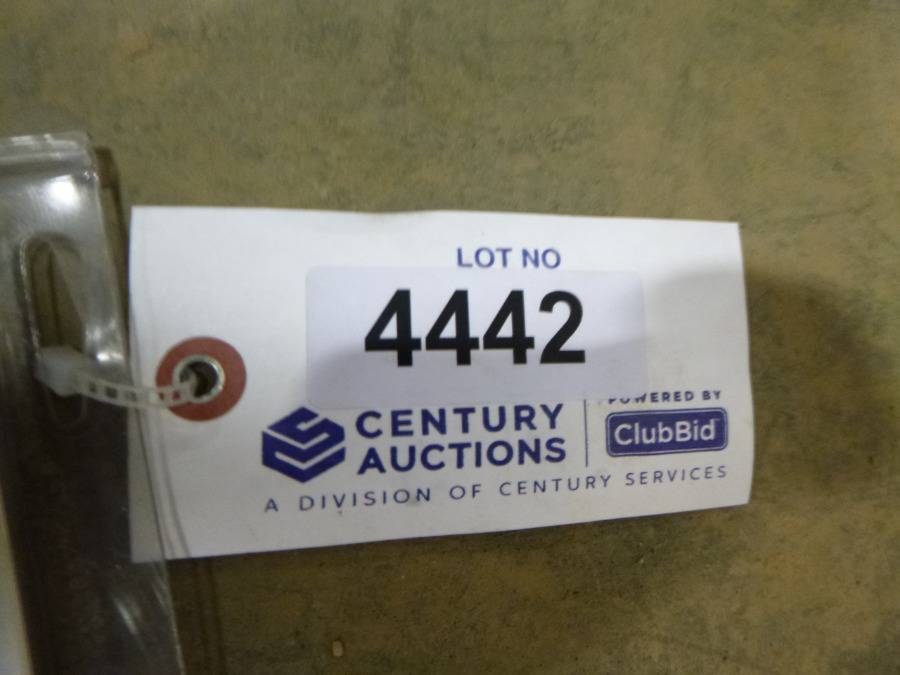 LOT NO
4442
CENTURY
AUCTIONS
POWERED BY
ClubBid
A DIVISION OF CENTURY SERVICES